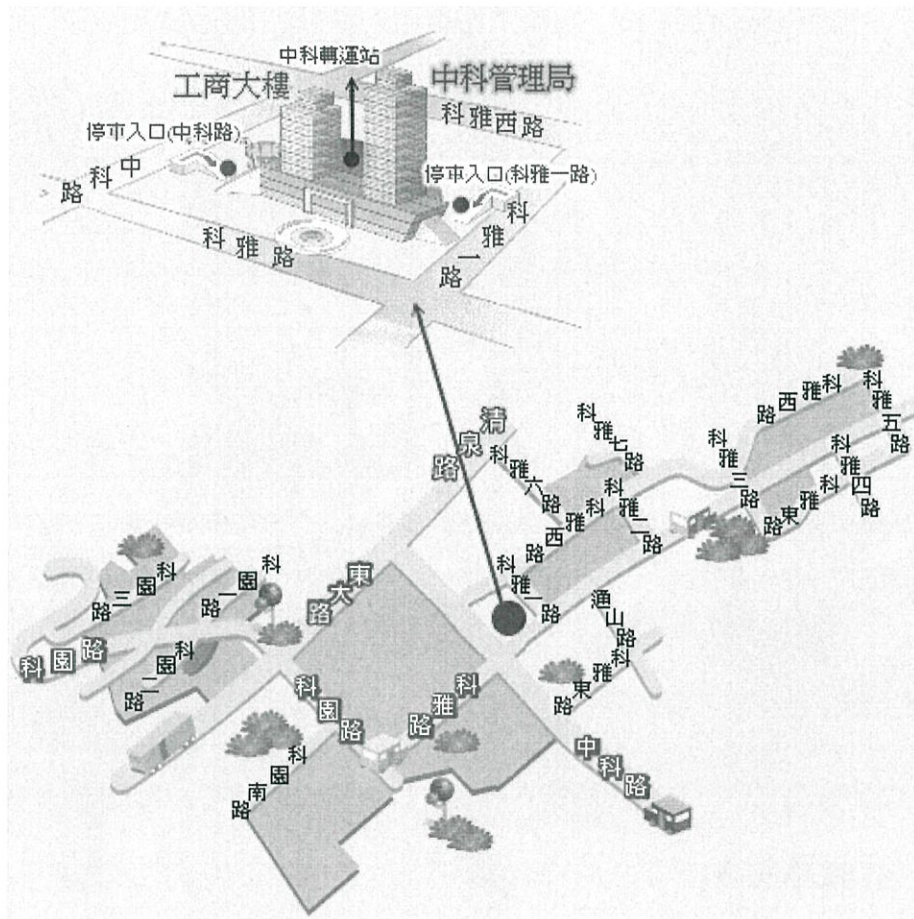 中科轉運站
工商大樓
中科管理局
科雅西路
停車入口(中科路)
中科路
停車入口(科雅一路)
科雅一路
科雅路
清泉路
科雅六路
科雅七路
科雅西路
科雅二路
科雅三路
科雅西路
科雅五路
科雅四路
科雅東路
科雅一路
漁山路
科雅東路
東大路
科園三路
科園一路
科園路
科園二路
科園路
科雅路
科園南路
中科路